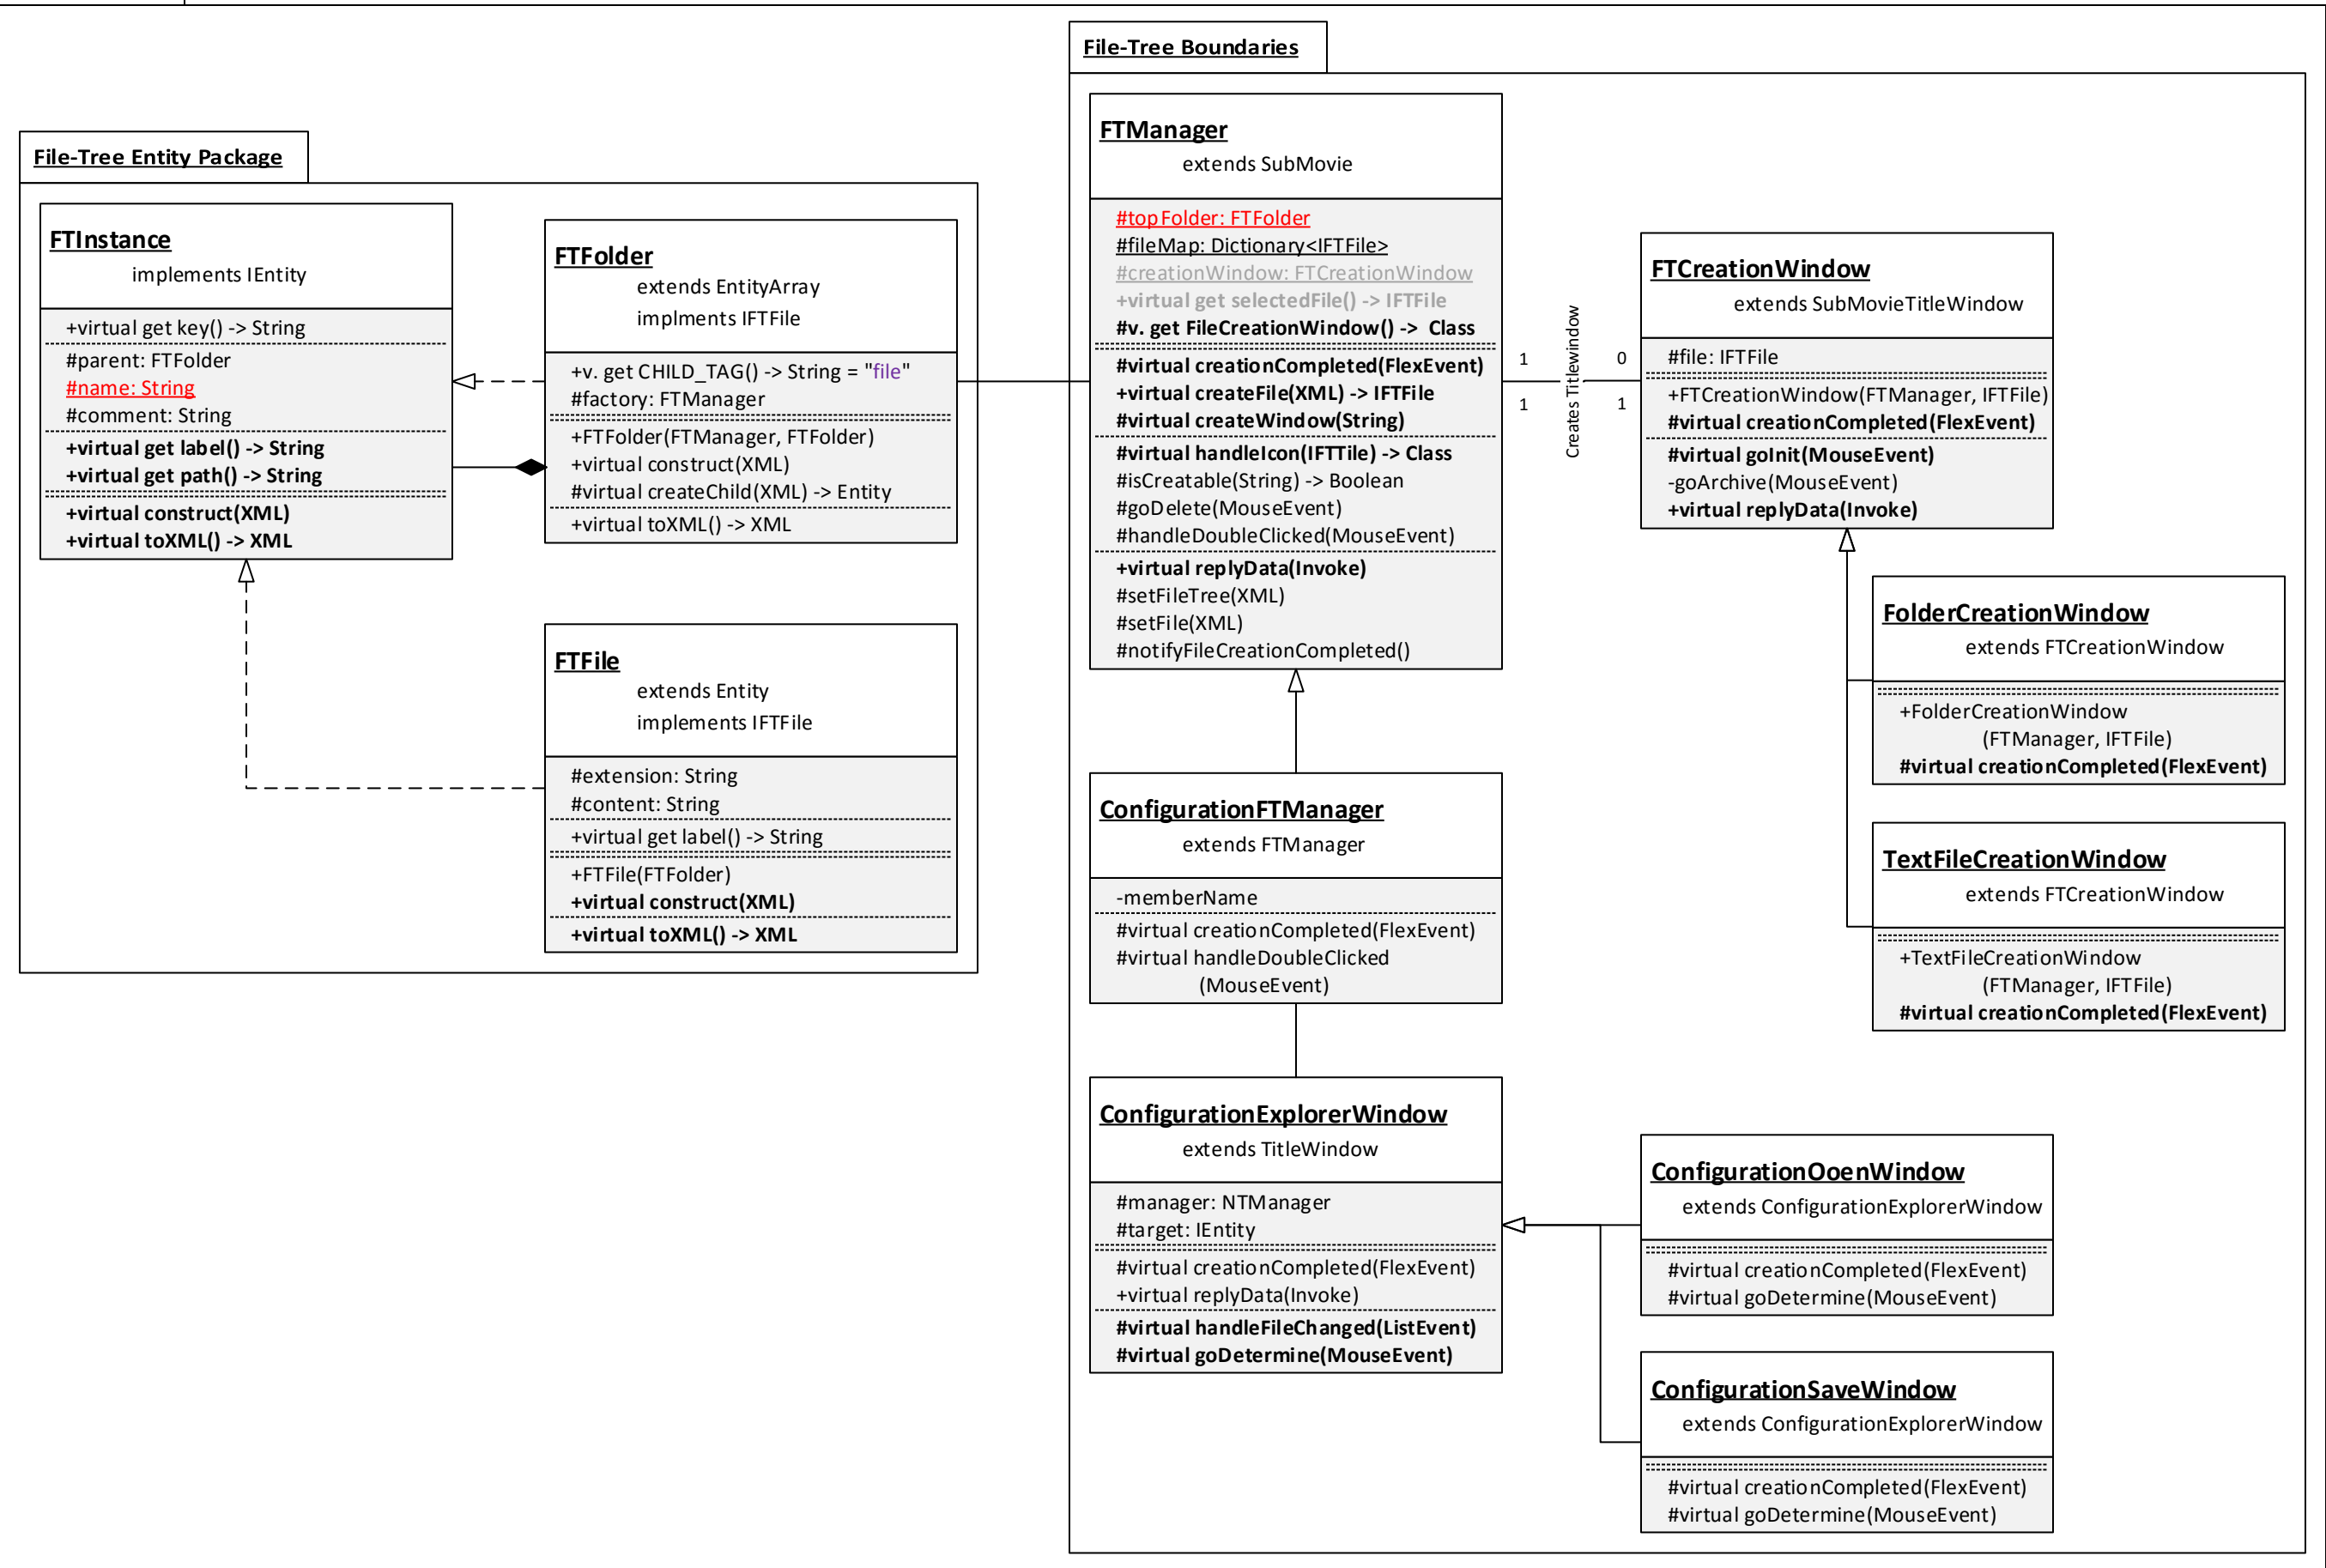 File-Tree Entity Package
FTInstance
implements IEntity
+virtual get key() -> String
#parent: FTFolder
#name: String
#comment: String
+virtual get label() -> String
+virtual get path() -> String
+virtual construct(XML)
+virtual toXML() -> XML
FTFolder
extends EntityArray
implments IFTFile
+v. get CHILD_TAG() -> String = "file"
#factory: FTManager
+FTFolder(FTManager, FTFolder)
+virtual construct(XML)
#virtual createChild(XML) -> Entity
+virtual toXML() -> XML
FTFile
extends Entity
implements IFTFile
#extension: String
#content: String
+virtual get label() -> String
+FTFile(FTFolder)
+virtual construct(XML)
+virtual toXML() -> XML
File-Tree Boundaries
FTManager
extends SubMovie
#topFolder: FTFolder
#fileMap: Dictionary<IFTFile>
#creationWindow: FTCreationWindow
+virtual get selectedFile() -> IFTFile
#v. get FileCreationWindow() -> Class
#virtual creationCompleted(FlexEvent)
+virtual createFile(XML) -> IFTFile
#virtual createWindow(String)
#virtual handleIcon(IFTTile) -> Class
#isCreatable(String) -> Boolean
#goDelete(MouseEvent)
#handleDoubleClicked(MouseEvent)
+virtual replyData(Invoke)
#setFileTree(XML)
#setFile(XML)
#notifyFileCreationCompleted()
1
1
Creates Titlewindow
0
1
FTCreationWindow
extends SubMovieTitleWindow
#file: IFTFile
+FTCreationWindow(FTManager, IFTFile)
#virtual creationCompleted(FlexEvent)
#virtual goInit(MouseEvent)
-goArchive(MouseEvent)
+virtual replyData(Invoke)
FolderCreationWindow
extends FTCreationWindow
+FolderCreationWindow
(FTManager, IFTFile)
#virtual creationCompleted(FlexEvent)
TextFileCreationWindow
extends FTCreationWindow
+TextFileCreationWindow
(FTManager, IFTFile)
#virtual creationCompleted(FlexEvent)
ConfigurationFTManager
extends FTManager
-memberName
#virtual creationCompleted(FlexEvent)
#virtual handleDoubleClicked
(MouseEvent)
ConfigurationExplorerWindow
extends TitleWindow
#manager: NTManager
#target: IEntity
#virtual creationCompleted(FlexEvent)
+virtual replyData(Invoke)
#virtual handleFileChanged(ListEvent)
#virtual goDetermine(MouseEvent)
ConfigurationOoenWindow
extends ConfigurationExplorerWindow
#virtual creationCompleted(FlexEvent)
#virtual goDetermine(MouseEvent)
ConfigurationSaveWindow
extends ConfigurationExplorerWindow
#virtual creationCompleted(FlexEvent)
#virtual goDetermine(MouseEvent)